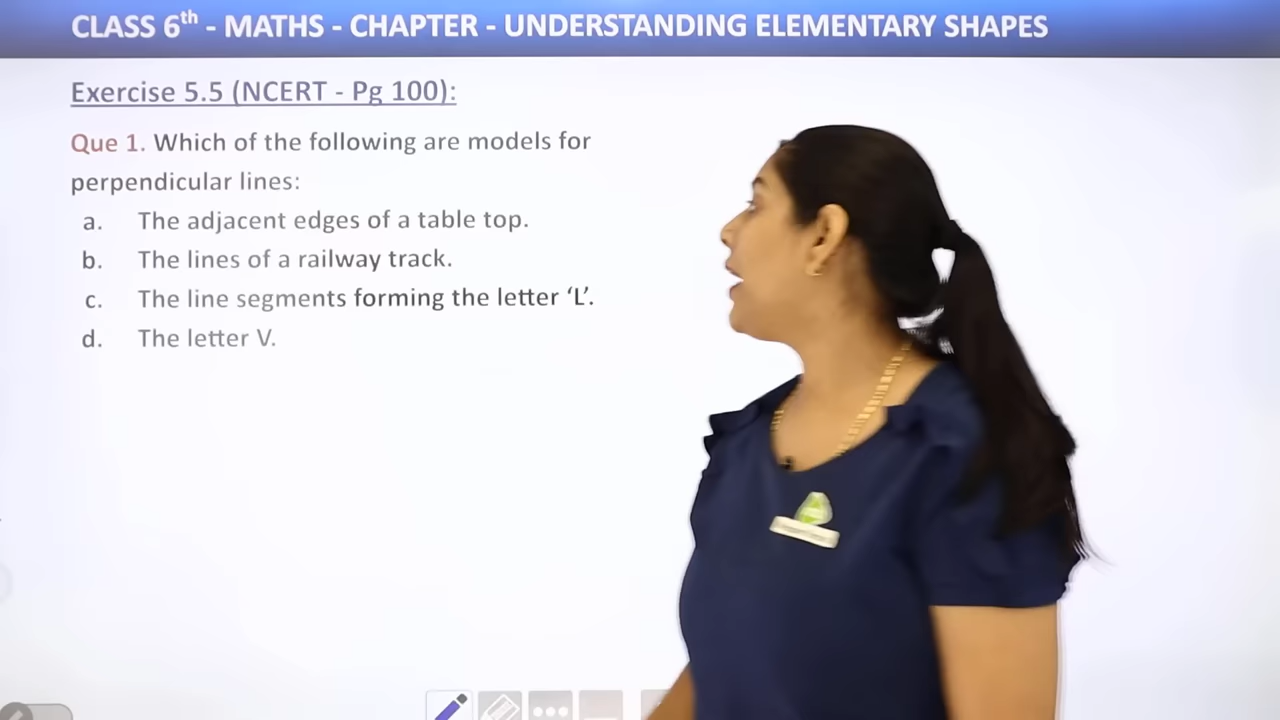 CLASS 6th - MATHS - CHAPTER - UNDERSTANDING ELEMENTARY SHAPES
Exercise 5.5 (NCERT - Pg 100):
Que 1. Which of the following are models for
perpendicular lines:
a. The adjacent edges of a table top.
b. The lines of a railway track.
c. The line segments forming the letter ‘L’.
d. The letter V.